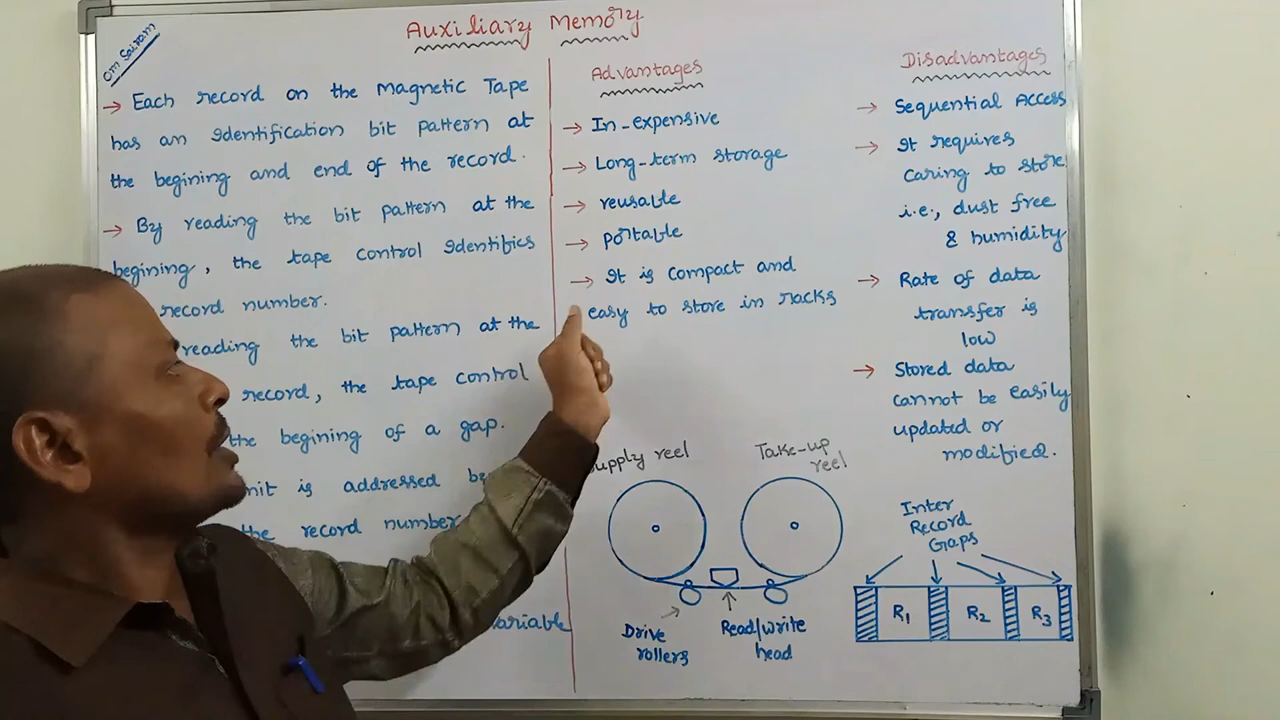 Om Sai Ram
Auxiliary Memory
→ Each record on the Magnetic Tape
has an identification bit pattern at
the begining and end of the record.
→ By reading the bit pattern at the
begining, the tape control identifies
record number.
reading the bit pattern at the
record, the tape control
the begining of a gap.
is addressed
the record number
variable
Advantages
→ In-expensive
→ Long-term storage
→ reusable
→ portable
→ It is compact and
easy to store in racks
Disadvantages
→ Sequential Access
→ It requires
caring to store
i.e., dust free
& humidity
→ Rate of data
transfer is
low
→ Stored data
cannot be easily
updated or
modified.
Supply reel
Take-up
reel
Drive
rollers
Read/write
head
Inter
Record
Gaps
R1 R2 R3